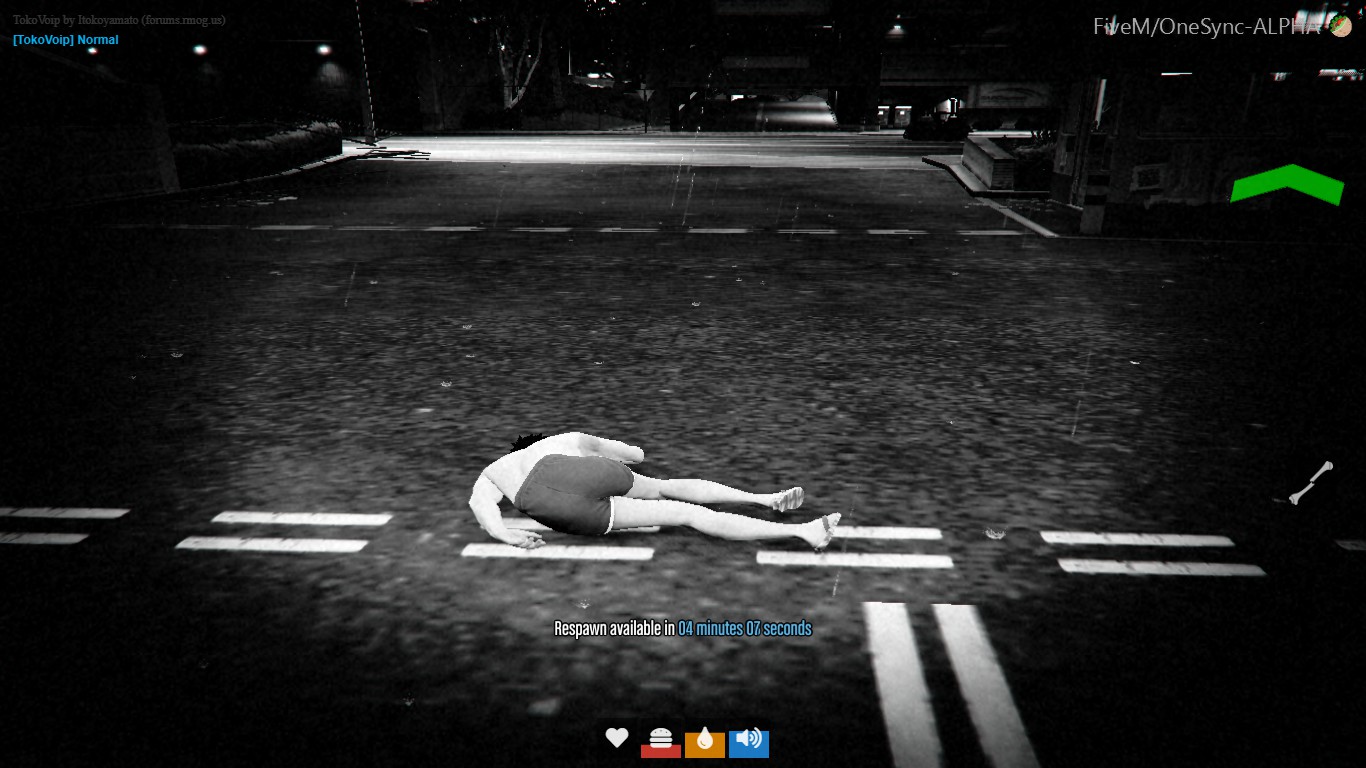 TokoVoip by Itokoyamato (forums.rmog.us)
[TokoVoip] Normal
FiveM/OneSync-ALPHA
Respawn available in 04 minutes 07 seconds